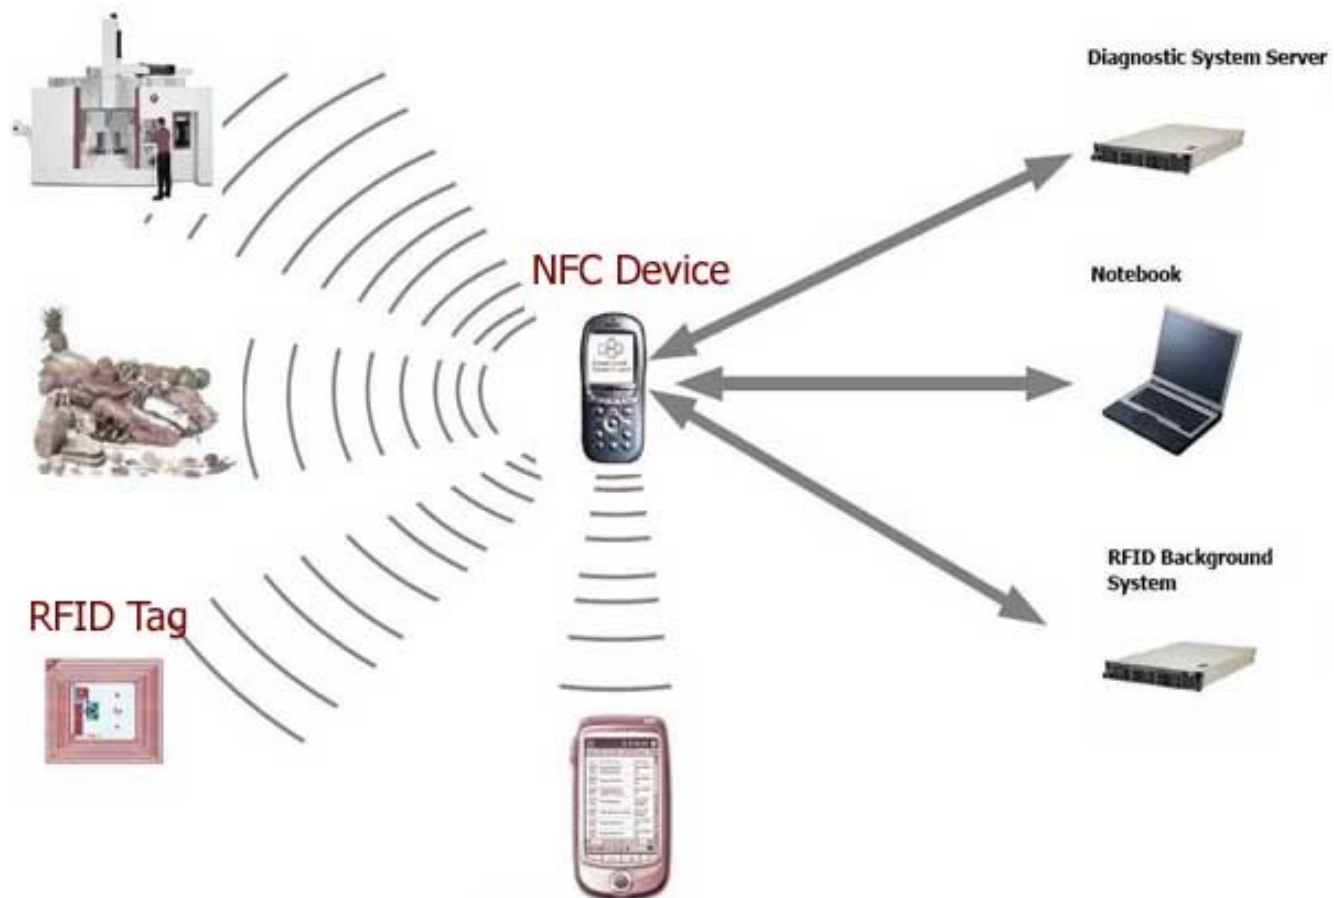 Diagnostic System Server
NFC Device
Notebook
RFID Background
System
RFID Tag